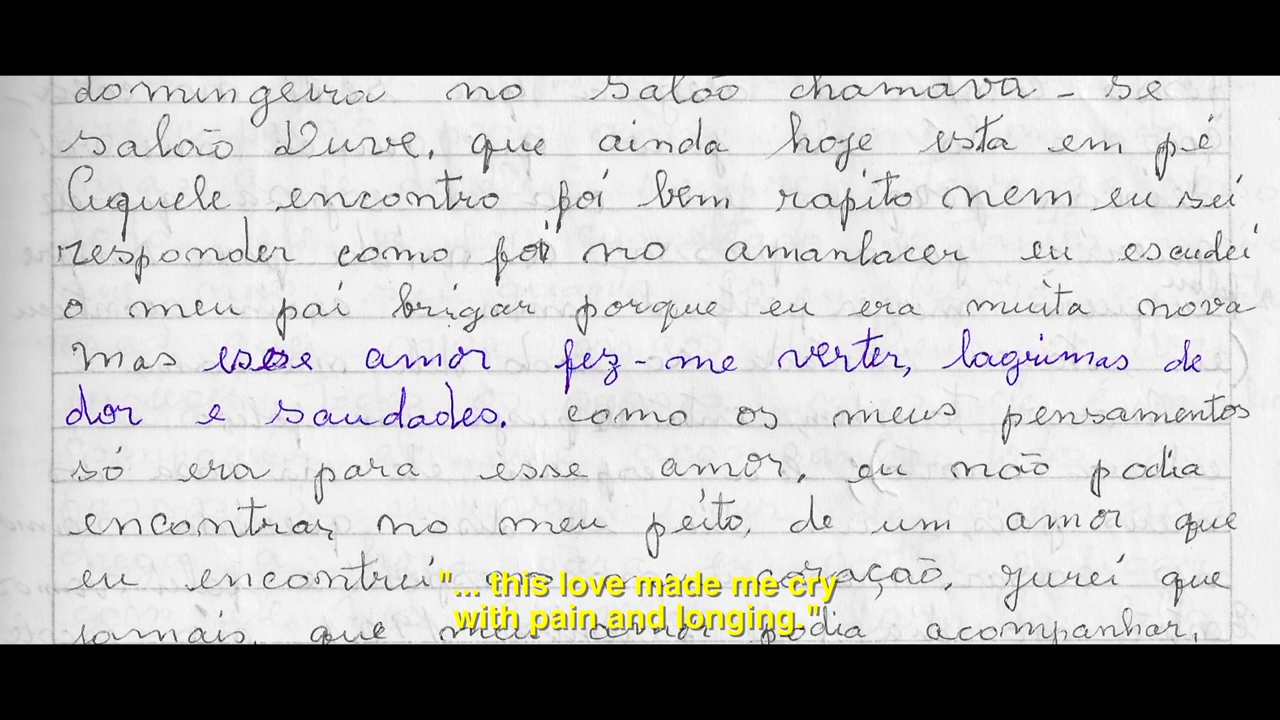 domingeira no salão chamava-se
salão Duve, que ainda hoje esta em pé
Aquele encontro foi bem rapito nem eu sei
responder como foi no amanhacer eu escudei
o meu pai brigar porque eu era muita nova
mas esse amor fez-me verter, lagrimas de
dor e saudades. como os meus pensamentos
só era para esse amor, eu não podia
encontrar no meu peito, de um amor que
eu encontrei coração, jurei que
jamais, que meu amor podia acompanhar,
"... this love made me cry
with pain and longing."